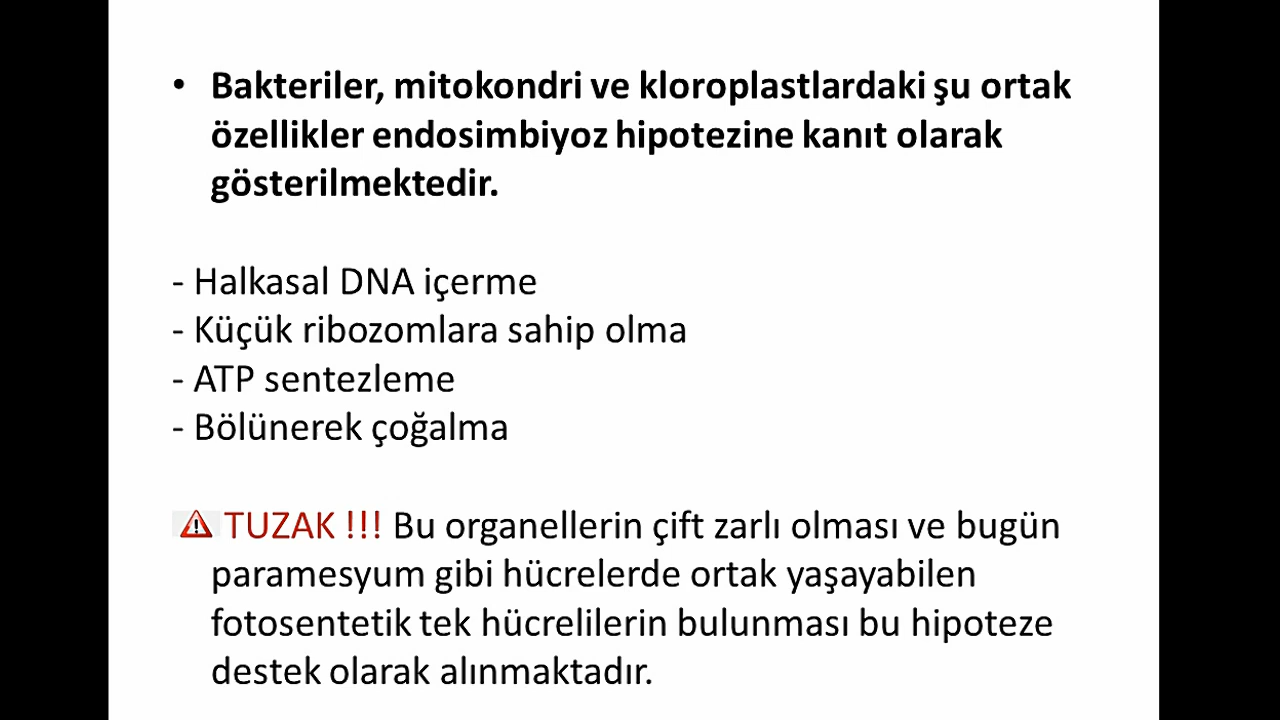 • Bakteriler, mitokondri ve kloroplastlardaki şu ortak
özellikler endosimbiyoz hipotezine kanıt olarak
gösterilmektedir.
- Halkasal DNA içerme
- Küçük ribozomlara sahip olma
- ATP sentezleme
- Bölünerek çoğalma
TUZAK !!! Bu organellerin çift zarlı olması ve bugün
paramesyum gibi hücrelerde ortak yaşayabilen
fotosentetik tek hücrelilerin bulunması bu hipoteze
destek olarak alınmaktadır.